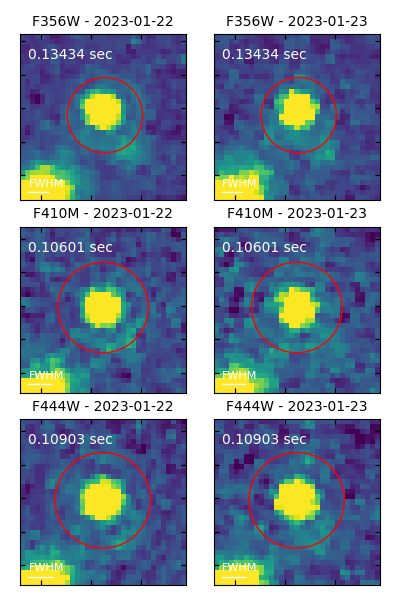 F356W - 2023-01-22
F356W - 2023-01-23
0.13434 sec
0.13434 sec
FWHM
FWHM
F410M - 2023-01-22
F410M - 2023-01-23
0.10601 sec
0.10601 sec
FWHM
FWHM
F444W - 2023-01-22
F444W - 2023-01-23
0.10903 sec
0.10903 sec
FWHM
FWHM